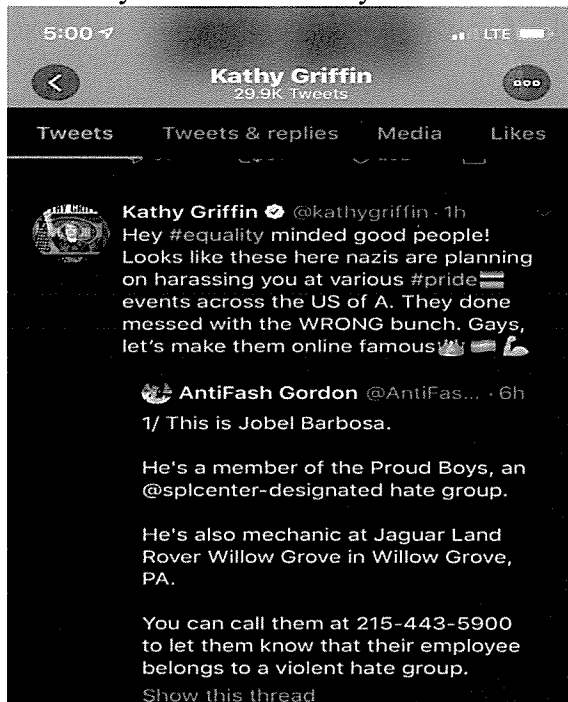 5:00
LTE
Kathy Griffin
29.9K Tweets
Tweets Tweets & replies Media Likes
Kathy Griffin @kathygriffin · 1h
Hey #equality minded good people!
Looks like these here nazis are planning
on harassing you at various #pride
events across the US of A. They done
messed with the WRONG bunch. Gays,
let's make them online famous
AntiFash Gordon @AntiFas... · 6h
1/ This is Jobel Barbosa.
He's a member of the Proud Boys, an
@splcenter-designated hate group.
He's also mechanic at Jaguar Land
Rover Willow Grove in Willow Grove,
PA.
You can call them at 215-443-5900
to let them know that their employee
belongs to a violent hate group.
Show this thread